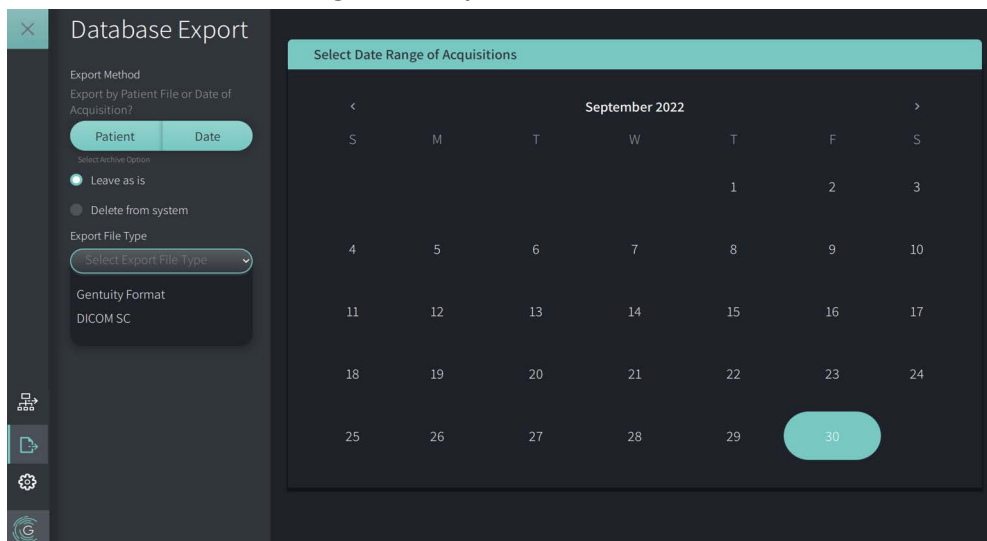 Database Export
Export Method
Export by Patient File or Date of
Acquisition?
Patient Date
Select Archive Option
Leave as is
Delete from system
Export File Type
Select Export File Type
Gentuity Format
DICOM SC
Select Date Range of Acquisitions
< September 2022 >
S M T W T F S
1 2 3
4 5 6 7 8 9 10
11 12 13 14 15 16 17
18 19 20 21 22 23 24
25 26 27 28 29 30
G